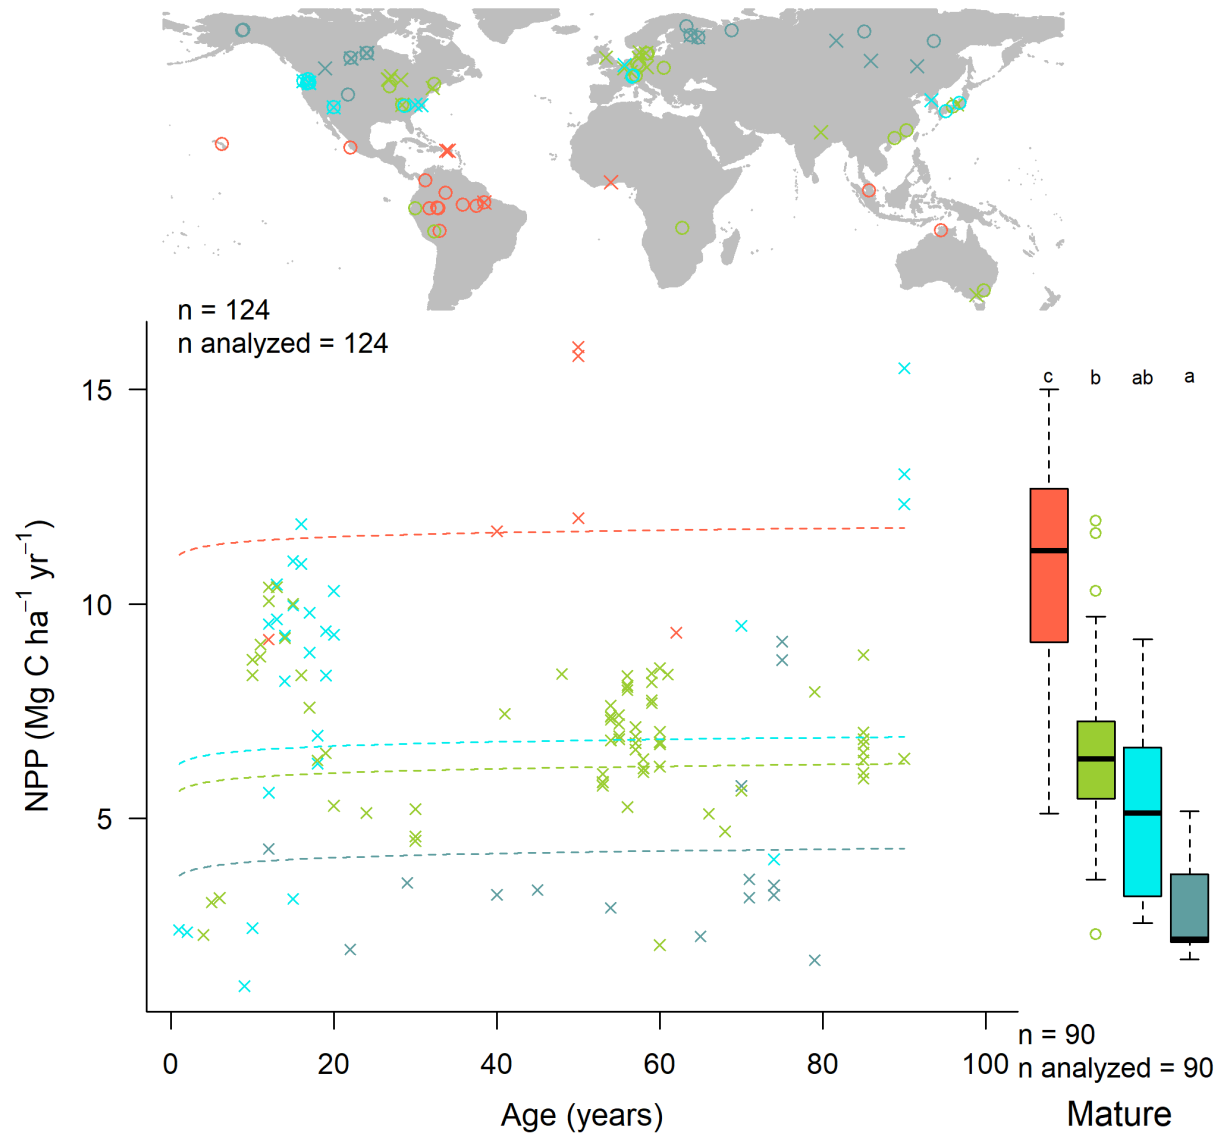 n = 124
n analyzed = 124
c b ab a
15
10
5
NPP (Mg C ha⁻¹ yr⁻¹)
0 20 40 60 80 100
n = 90
n analyzed = 90
Age (years)
Mature